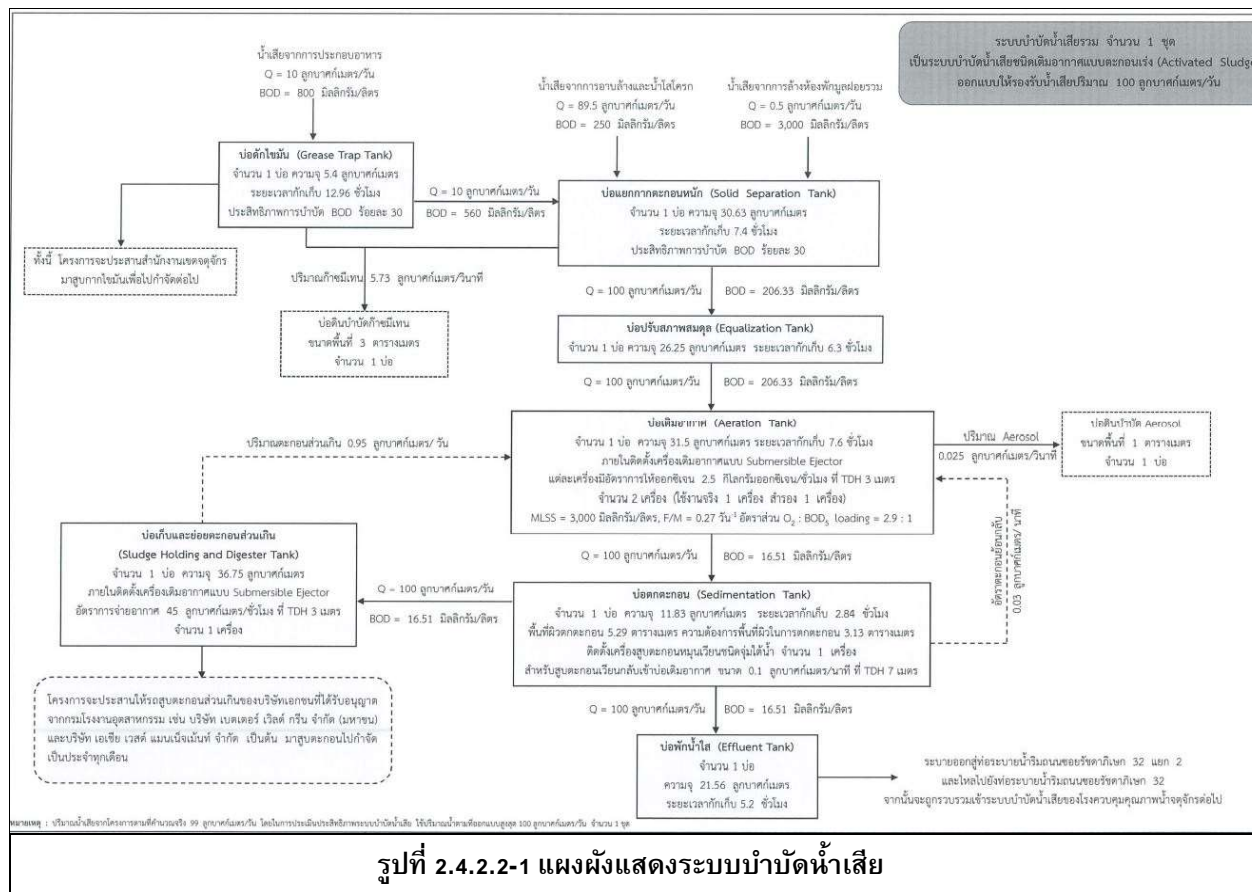 ระบบบำบัดน้ำเสียรวม จำนวน 1 ชุด
เป็นระบบบำบัดน้ำเสียชนิดเติมอากาศแบบตะกอนเร่ง (Activated Sludge
ออกแบบให้รองรับน้ำเสียปริมาณ 100 ลูกบาศก์เมตร/วัน
น้ำเสียจากการประกอบอาหาร
Q = 10 ลูกบาศก์เมตร/วัน
BOD = 800 มิลลิกรัม/ลิตร
น้ำเสียจากการอาบล้างและน้ำโสโครก
Q = 89.5 ลูกบาศก์เมตร/วัน
BOD = 250 มิลลิกรัม/ลิตร
น้ำเสียจากการล้างห้องพักมูลฝอยรวม
Q = 0.5 ลูกบาศก์เมตร/วัน
BOD = 3,000 มิลลิกรัม/ลิตร
บ่อดักไขมัน (Grease Trap Tank)
จำนวน 1 บ่อ ความจุ 5.4 ลูกบาศก์เมตร
ระยะเวลากักเก็บ 12.96 ชั่วโมง
ประสิทธิภาพการบำบัด BOD ร้อยละ 30
Q = 10 ลูกบาศก์เมตร/วัน
BOD = 560 มิลลิกรัม/ลิตร
บ่อแยกกากตะกอนหนัก (Solid Separation Tank)
จำนวน 1 บ่อ ความจุ 30.63 ลูกบาศก์เมตร
ระยะเวลากักเก็บ 7.4 ชั่วโมง
ประสิทธิภาพการบำบัด BOD ร้อยละ 30
ทั้งนี้ โครงการจะประสานสำนักงานเขตจตุจักร
มาสูบกากไขมันเพื่อไปกำจัดต่อไป
ปริมาณก๊าซมีเทน 5.73 ลูกบาศก์เมตร/วินาที
บ่อดินบำบัดก๊าซมีเทน
ขนาดพื้นที่ 3 ตารางเมตร
จำนวน 1 บ่อ
Q = 100 ลูกบาศก์เมตร/วัน BOD = 206.33 มิลลิกรัม/ลิตร
บ่อปรับสภาพสมดุล (Equalization Tank)
จำนวน 1 บ่อ ความจุ 26.25 ลูกบาศก์เมตร ระยะเวลากักเก็บ 6.3 ชั่วโมง
Q = 100 ลูกบาศก์เมตร/วัน BOD = 206.33 มิลลิกรัม/ลิตร
บ่อเติมอากาศ (Aeration Tank)
จำนวน 1 บ่อ ความจุ 31.5 ลูกบาศก์เมตร ระยะเวลากักเก็บ 7.6 ชั่วโมง
ภายในติดตั้งเครื่องเติมอากาศแบบ Submersible Ejector
แต่ละเครื่องมีอัตราการให้ออกซิเจน 2.5 กิโลกรัมออกซิเจน/ชั่วโมง ที่ TDH 3 เมตร
จำนวน 2 เครื่อง (ใช้งานจริง 1 เครื่อง สำรอง 1 เครื่อง)
MLSS = 3,000 มิลลิกรัม/ลิตร, F/M = 0.27 วัน⁻¹ อัตราส่วน O₂ : BOD₅ loading = 2.9 : 1
ปริมาณ Aerosol
0.025 ลูกบาศก์เมตร/วินาที
บ่อดินบำบัด Aerosol
ขนาดพื้นที่ 1 ตารางเมตร
จำนวน 1 บ่อ
ปริมาณตะกอนส่วนเกิน 0.95 ลูกบาศก์เมตร/ วัน
อัตราตะกอนย้อนกลับ
0.03 ลูกบาศก์เมตร/ นาที
Q = 100 ลูกบาศก์เมตร/วัน BOD = 16.51 มิลลิกรัม/ลิตร
บ่อเก็บและย่อยตะกอนส่วนเกิน
(Sludge Holding and Digester Tank)
จำนวน 1 บ่อ ความจุ 36.75 ลูกบาศก์เมตร
ภายในติดตั้งเครื่องเติมอากาศแบบ Submersible Ejector
อัตราการจ่ายอากาศ 45 ลูกบาศก์เมตร/ชั่วโมง ที่ TDH 3 เมตร
จำนวน 1 เครื่อง
Q = 100 ลูกบาศก์เมตร/วัน
BOD = 16.51 มิลลิกรัม/ลิตร
บ่อตกตะกอน (Sedimentation Tank)
จำนวน 1 บ่อ ความจุ 11.83 ลูกบาศก์เมตร ระยะเวลากักเก็บ 2.84 ชั่วโมง
พื้นที่ผิวตกตะกอน 5.29 ตารางเมตร ความต้องการพื้นที่ผิวในการตกตะกอน 3.13 ตารางเมตร
ติดตั้งเครื่องสูบตะกอนหมุนเวียนชนิดจุ่มใต้น้ำ จำนวน 1 เครื่อง
สำหรับสูบตะกอนเวียนกลับเข้าบ่อเติมอากาศ ขนาด 0.1 ลูกบาศก์เมตร/นาที ที่ TDH 7 เมตร
โครงการจะประสานให้รถสูบตะกอนส่วนเกินของบริษัทเอกชนที่ได้รับอนุญาต
จากกรมโรงงานอุตสาหกรรม เช่น บริษัท เบตเตอร์ เวิลด์ กรีน จำกัด (มหาชน)
และบริษัท เอเชีย เวสต์ แมนเน็จเม้นท์ จำกัด เป็นต้น มาสูบตะกอนไปกำจัด
เป็นประจำทุกเดือน
Q = 100 ลูกบาศก์เมตร/วัน BOD = 16.51 มิลลิกรัม/ลิตร
บ่อพักน้ำใส (Effluent Tank)
จำนวน 1 บ่อ
ความจุ 21.56 ลูกบาศก์เมตร
ระยะเวลากักเก็บ 5.2 ชั่วโมง
ระบายออกสู่ท่อระบายน้ำริมถนนซอยรัชดาภิเษก 32 แยก 2
และไหลไปยังท่อระบายน้ำริมถนนซอยรัชดาภิเษก 32
จากนั้นจะถูกรวบรวมเข้าระบบบำบัดน้ำเสียของโรงควบคุมคุณภาพน้ำจตุจักรต่อไป
หมายเหตุ : ปริมาณน้ำเสียจากโครงการตามที่คำนวณจริง 99 ลูกบาศก์เมตร/วัน โดยในการประเมินประสิทธิภาพระบบบำบัดน้ำเสีย ใช้ปริมาณน้ำตามที่ออกแบบสูงสุด 100 ลูกบาศก์เมตร/วัน จำนวน 1 ชุด
รูปที่ 2.4.2.2-1 แผงผังแสดงระบบบำบัดน้ำเสีย